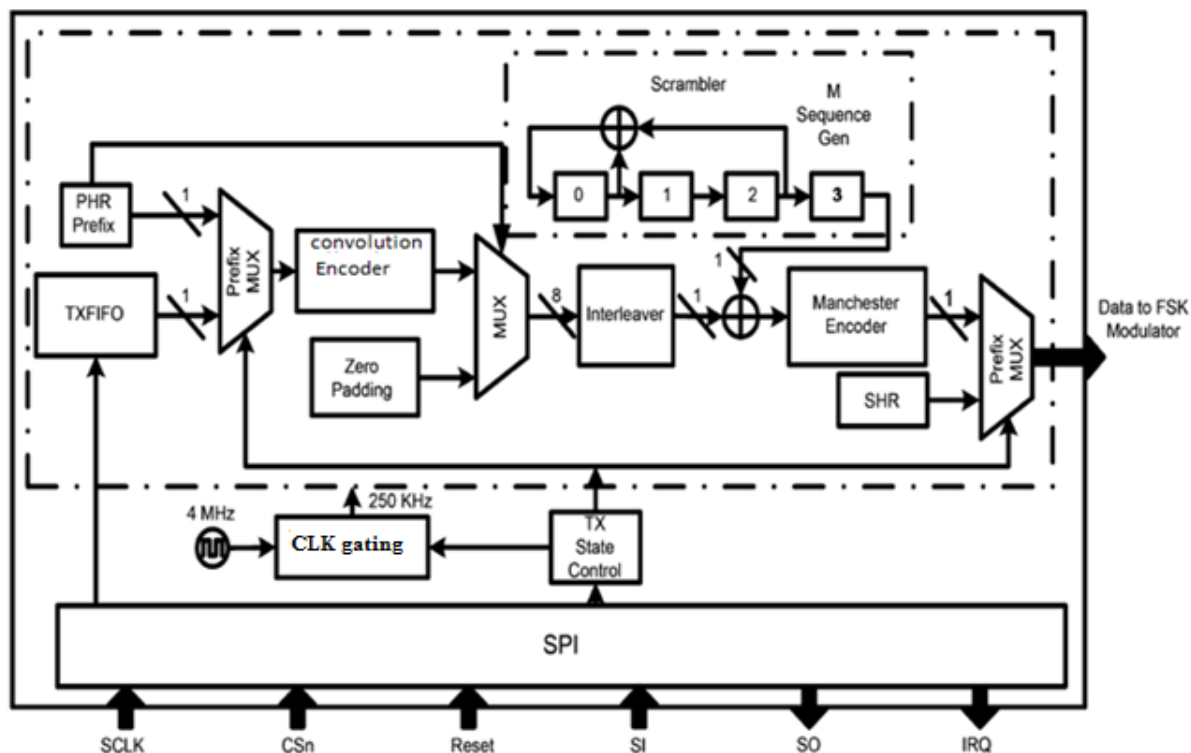 Scrambler
M
Sequence
Gen
0
1
2
3
PHR
Prefix
1
Prefix
MUX
convolution
Encoder
TXFIFO
1
Zero
Padding
MUX
8
Interleaver
1
1
Manchester
Encoder
1
SHR
Prefix
MUX
Data to FSK
Modulator
4 MHz
250 KHz
CLK gating
TX
State
Control
SPI
SCLK
CSn
Reset
SI
SO
IRQ